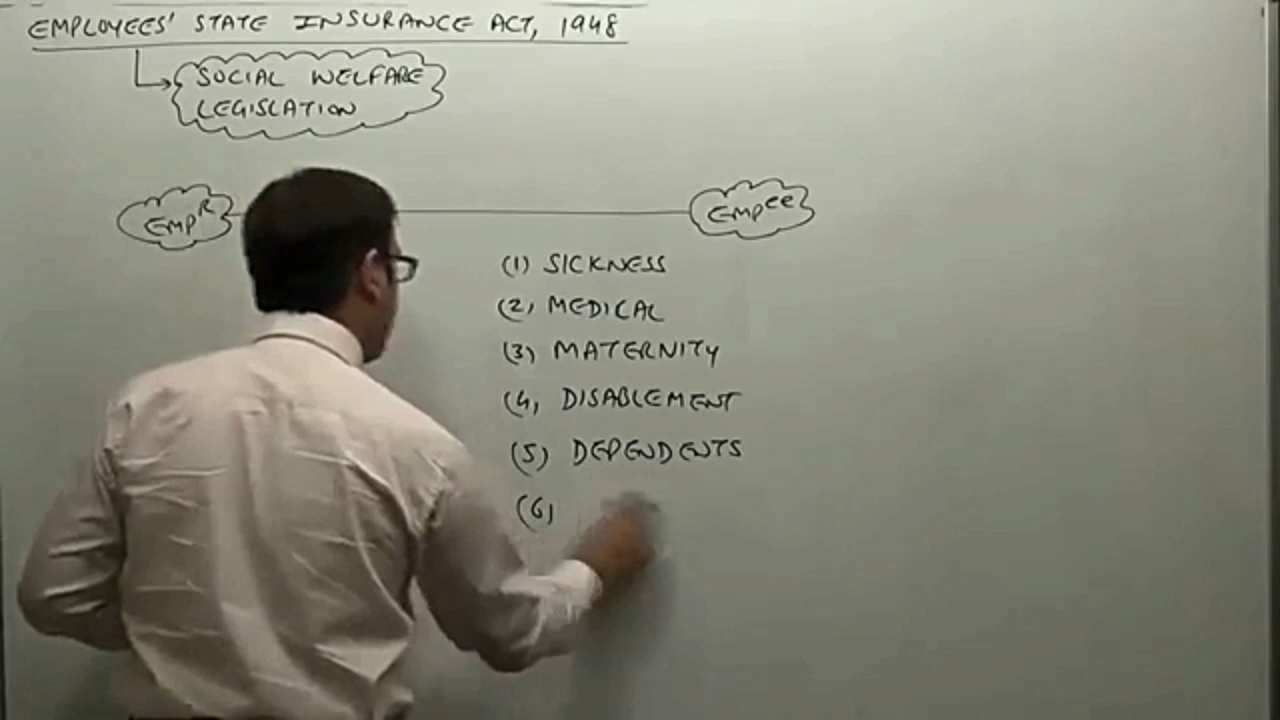 EMPLOYEES' STATE INSURANCE ACT, 1948
SOCIAL WELFARE
LEGISLATION
EMPR
EMPee
(1) SICKNESS
(2) MEDICAL
(3) MATERNITY
(4) DISABLEMENT
(5) DEPENDENTS
(6)